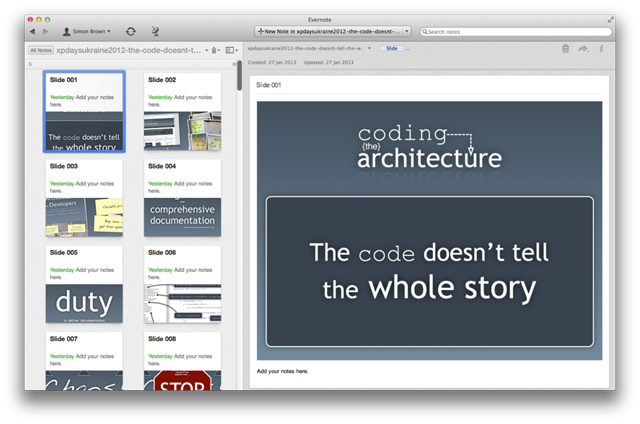 Evernote
Simon Brown
New Note in xpdaysukraine2012-the-code-doesnt-...
Search notes
All Notes
xpdaysukraine2012-the-code-doesnt-t...
xpdaysukraine2012-the-code-doesnt-tell-the-w...
Slide
Created: 27 Jan 2013 Updated: 27 Jan 2013
Slide 001
Yesterday Add your notes
here.
The code doesn't tell
the whole story
Slide 002
Yesterday Add your notes
here.
Slide 003
Yesterday Add your notes
here.
Developers
Slide 004
Yesterday Add your notes
here.
comprehensive
documentation
Slide 005
Yesterday Add your notes
here.
duty
to deliver documentation
Slide 006
Yesterday Add your notes
here.
Slide 007
Yesterday Add your notes
here.
Slide 008
Yesterday Add your notes
here.
STOP
Slide 001
coding
{the}
architecture
The code doesn't tell
the whole story
Add your notes here.